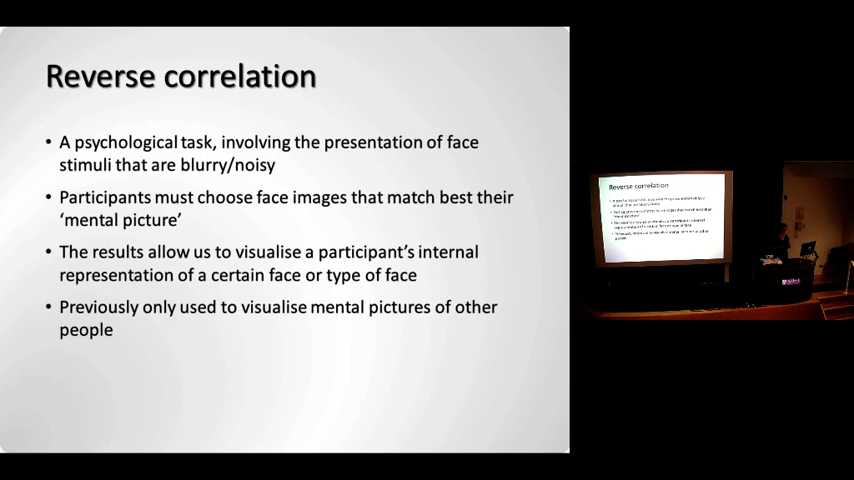 Reverse correlation
• A psychological task, involving the presentation of face
stimuli that are blurry/noisy
• Participants must choose face images that match best their
‘mental picture’
• The results allow us to visualise a participant’s internal
representation of a certain face or type of face
• Previously only used to visualise mental pictures of other
people
Reverse correlation